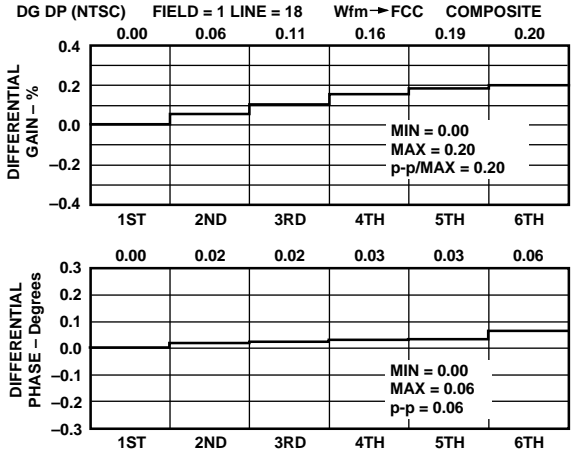 DG DP (NTSC) FIELD = 1 LINE = 18 Wfm→FCC COMPOSITE
0.00 0.06 0.11 0.16 0.19 0.20
DIFFERENTIAL
GAIN – %
0.4
0.2
0.0
–0.2
–0.4
MIN = 0.00
MAX = 0.20
p-p/MAX = 0.20
1ST 2ND 3RD 4TH 5TH 6TH
0.00 0.02 0.02 0.03 0.03 0.06
DIFFERENTIAL
PHASE – Degrees
0.3
0.2
0.1
0.0
–0.1
–0.2
–0.3
MIN = 0.00
MAX = 0.06
p-p = 0.06
1ST 2ND 3RD 4TH 5TH 6TH